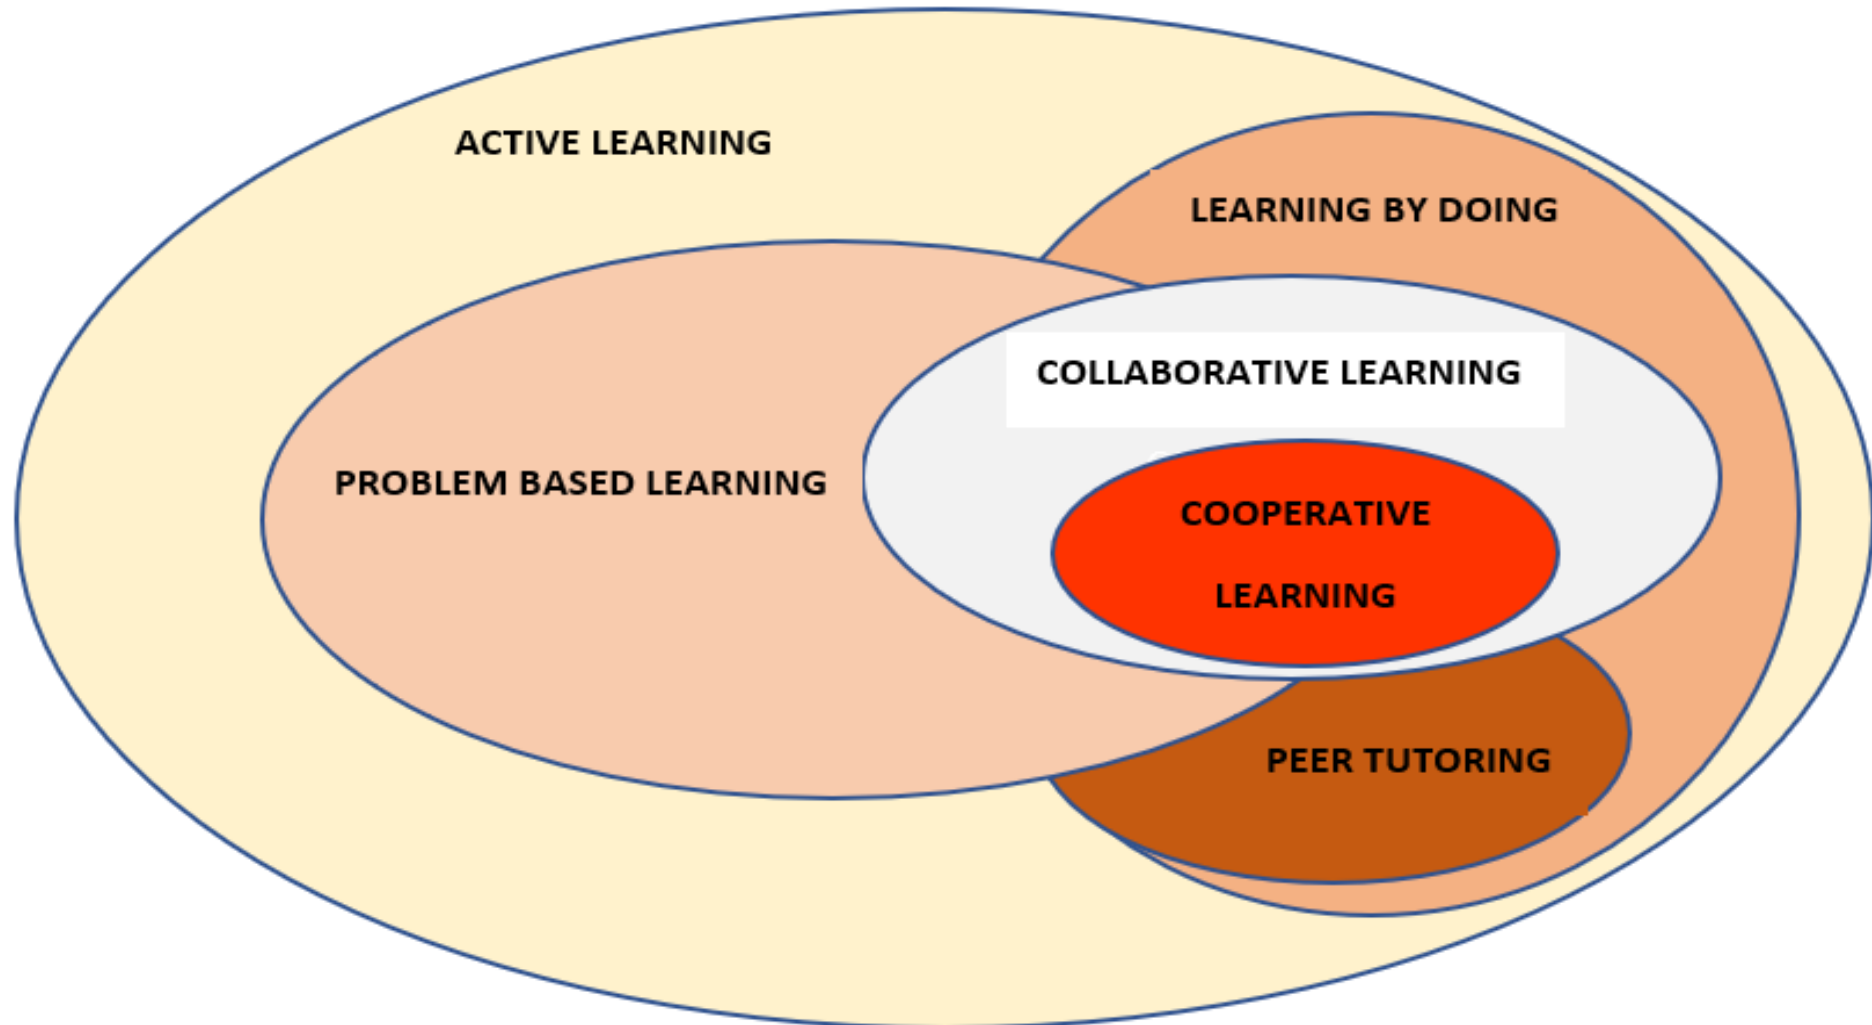 ACTIVE LEARNING
LEARNING BY DOING
COLLABORATIVE LEARNING
PROBLEM BASED LEARNING
COOPERATIVE
LEARNING
PEER TUTORING